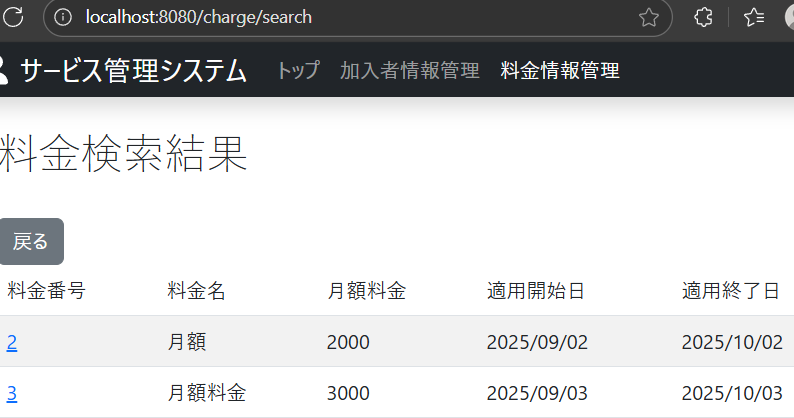 localhost:8080/charge/search
サービス管理システム トップ 加入者情報管理 料金情報管理
料金検索結果
戻る
料金番号 料金名 月額料金 適用開始日 適用終了日
2 月額 2000 2025/09/02 2025/10/02
3 月額料金 3000 2025/09/03 2025/10/03